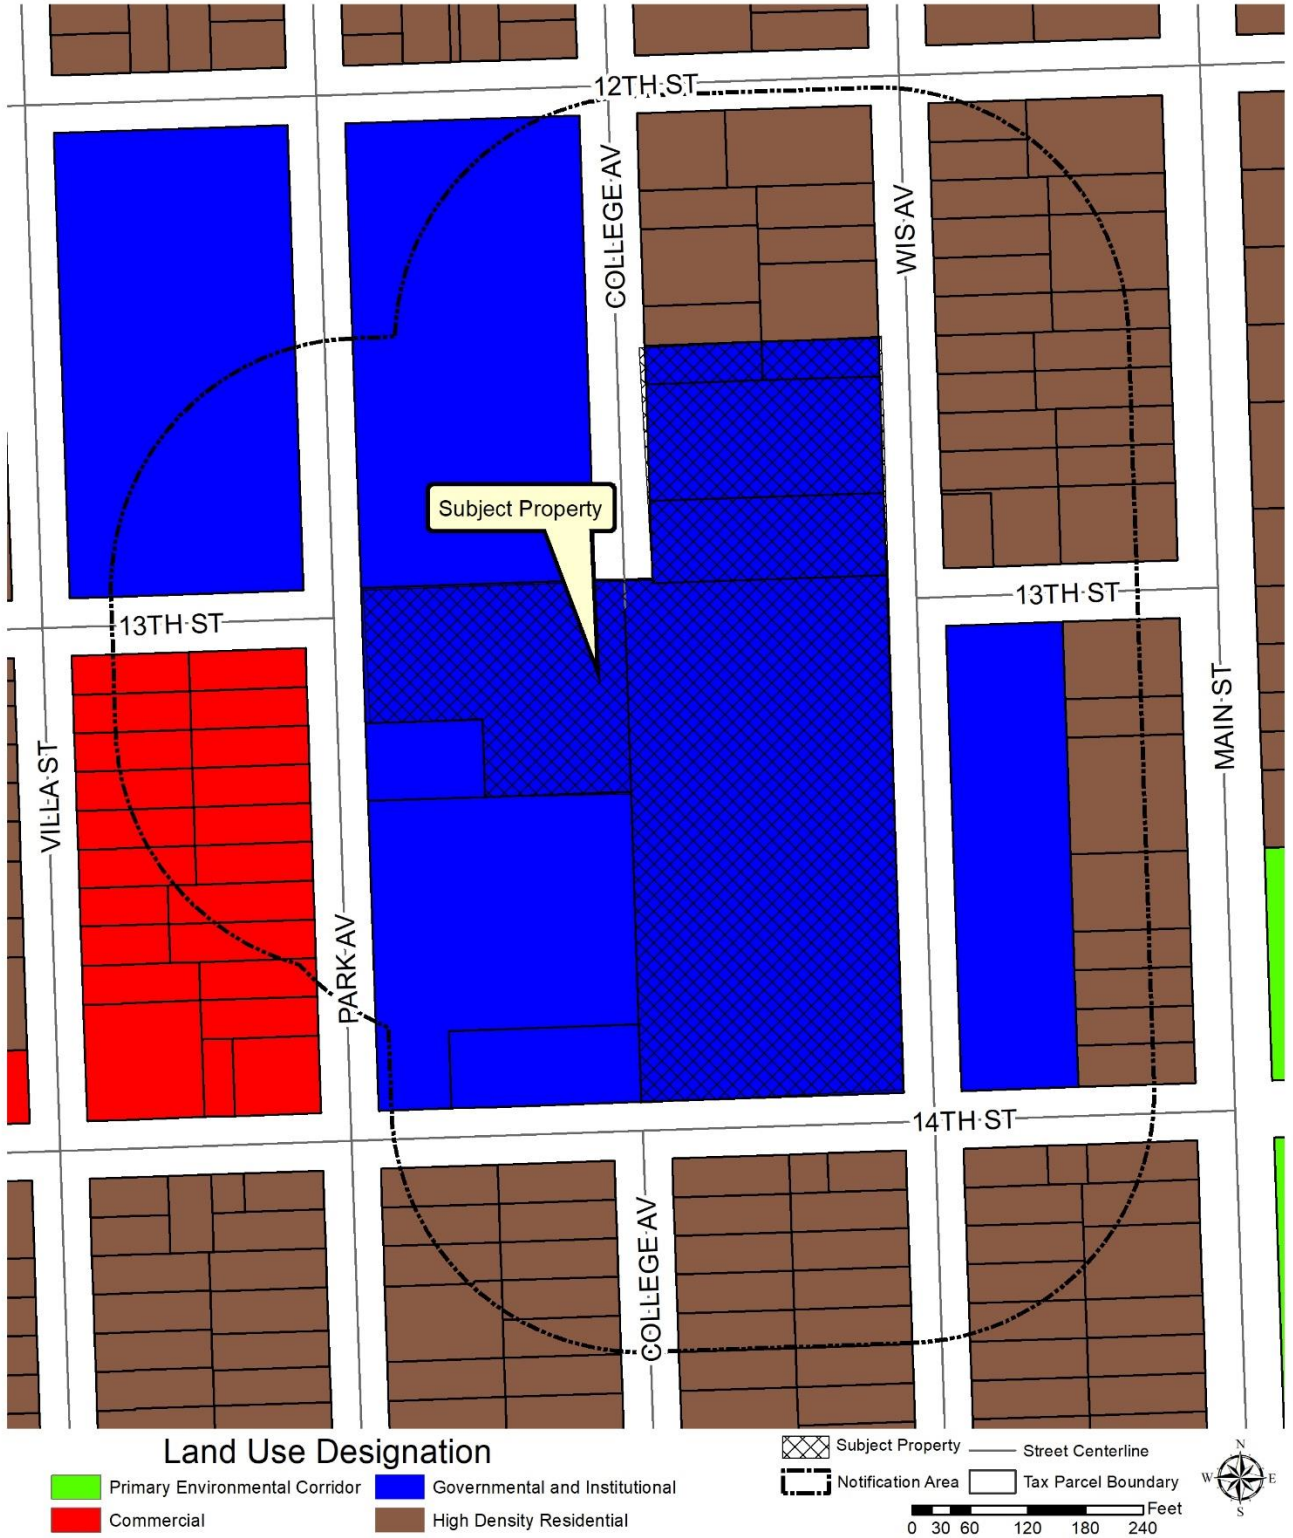 12TH ST
COLLEGE AV
WIS AV
Subject Property
13TH ST
13TH ST
MAIN ST
VILLA ST
PARK AV
14TH ST
COLLEGE AV
Land Use Designation
Primary Environmental Corridor
Governmental and Institutional
Commercial
High Density Residential
Subject Property
Street Centerline
Notification Area
Tax Parcel Boundary
N
W E
S
Feet
0 30 60 120 180 240